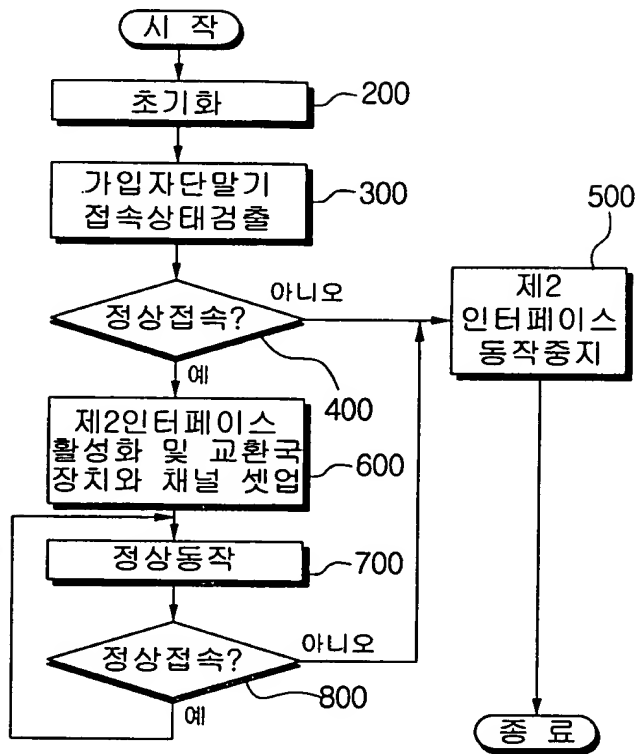 시 작
초기화
200
가입자단말기
접속상태검출
300
정상접속?
아니오
400
예
제2
인터페이스
동작중지
500
제2인터페이스
활성화 및 교환국
장치와 채널 셋업
600
정상동작
700
정상접속?
아니오
800
예
종 료